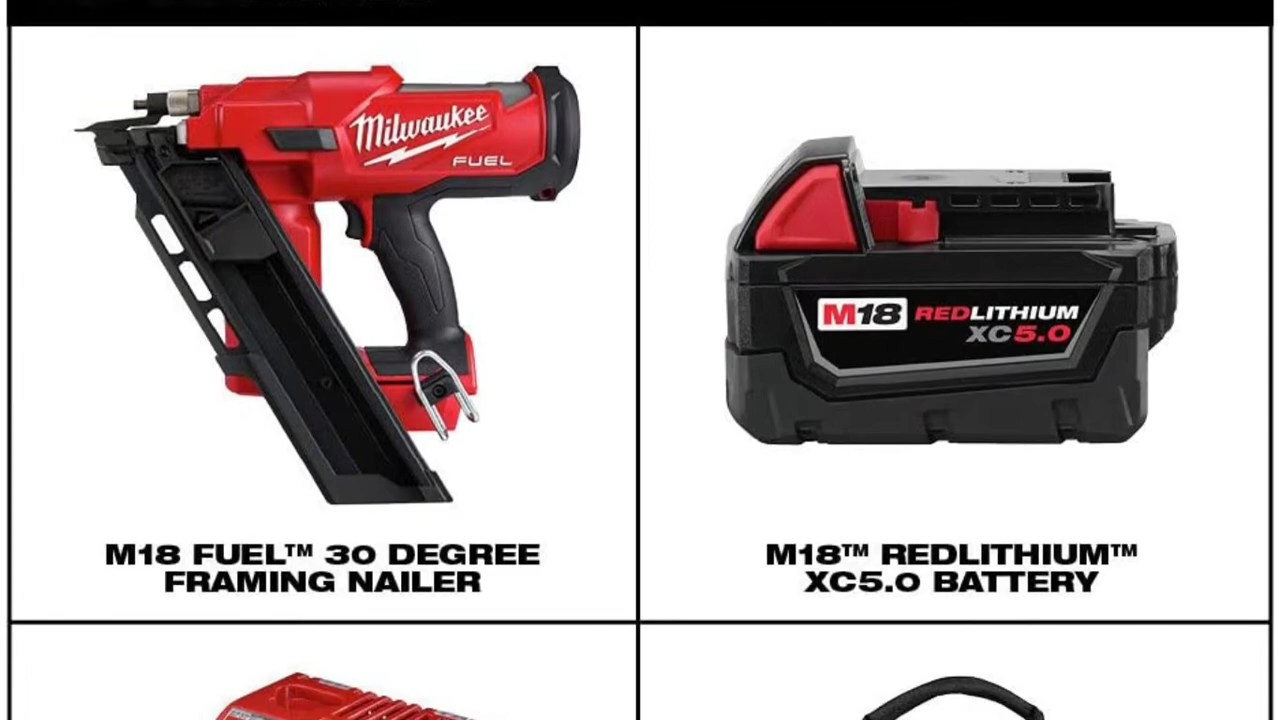 Milwaukee
FUEL
M18 REDLITHIUM
XC5.0
M18 FUEL™ 30 DEGREE
FRAMING NAILER
M18™ REDLITHIUM™
XC5.0 BATTERY